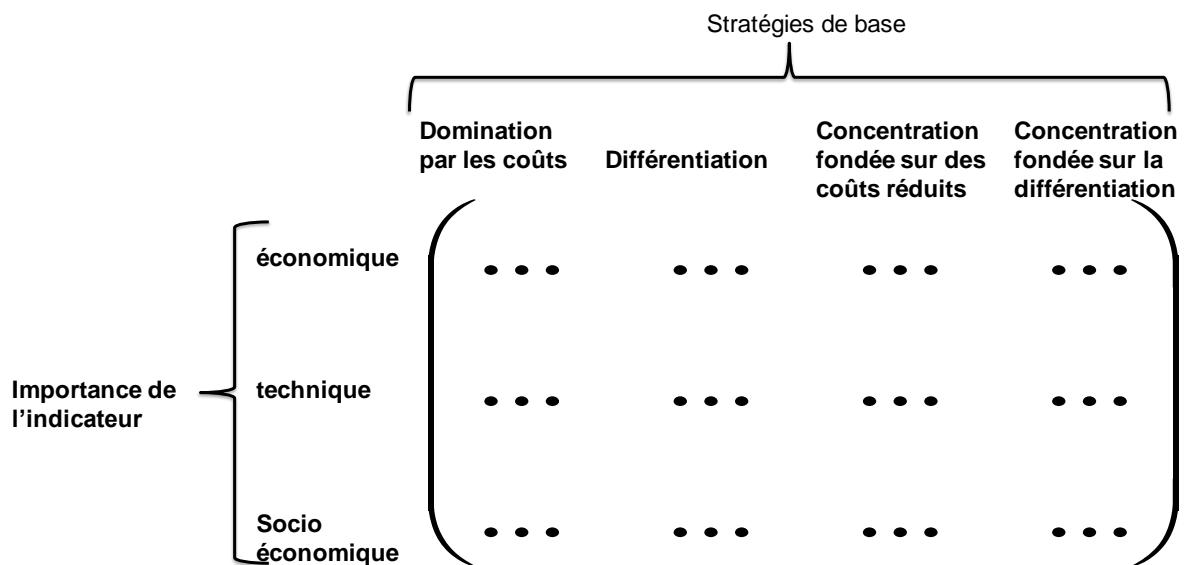 Stratégies de base
Domination
par les coûts
Différentiation
Concentration
fondée sur des
coûts réduits
Concentration
fondée sur la
différentiation
Importance de
l’indicateur
économique
• • • • • • • • • • • •
technique
• • • • • • • • • • • •
Socio
économique
• • • • • • • • • • • •